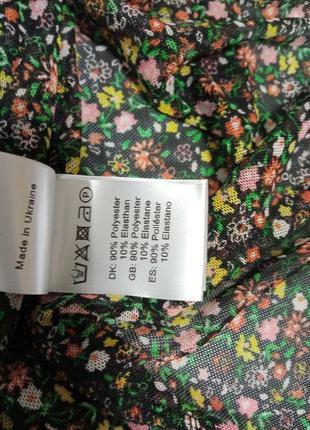 Made in Ukraine
DK: 90% Polyester
10% Elasthan
GB: 90% Polyester
10% Elastane
ES: 90% Poliéster
10% Elastano